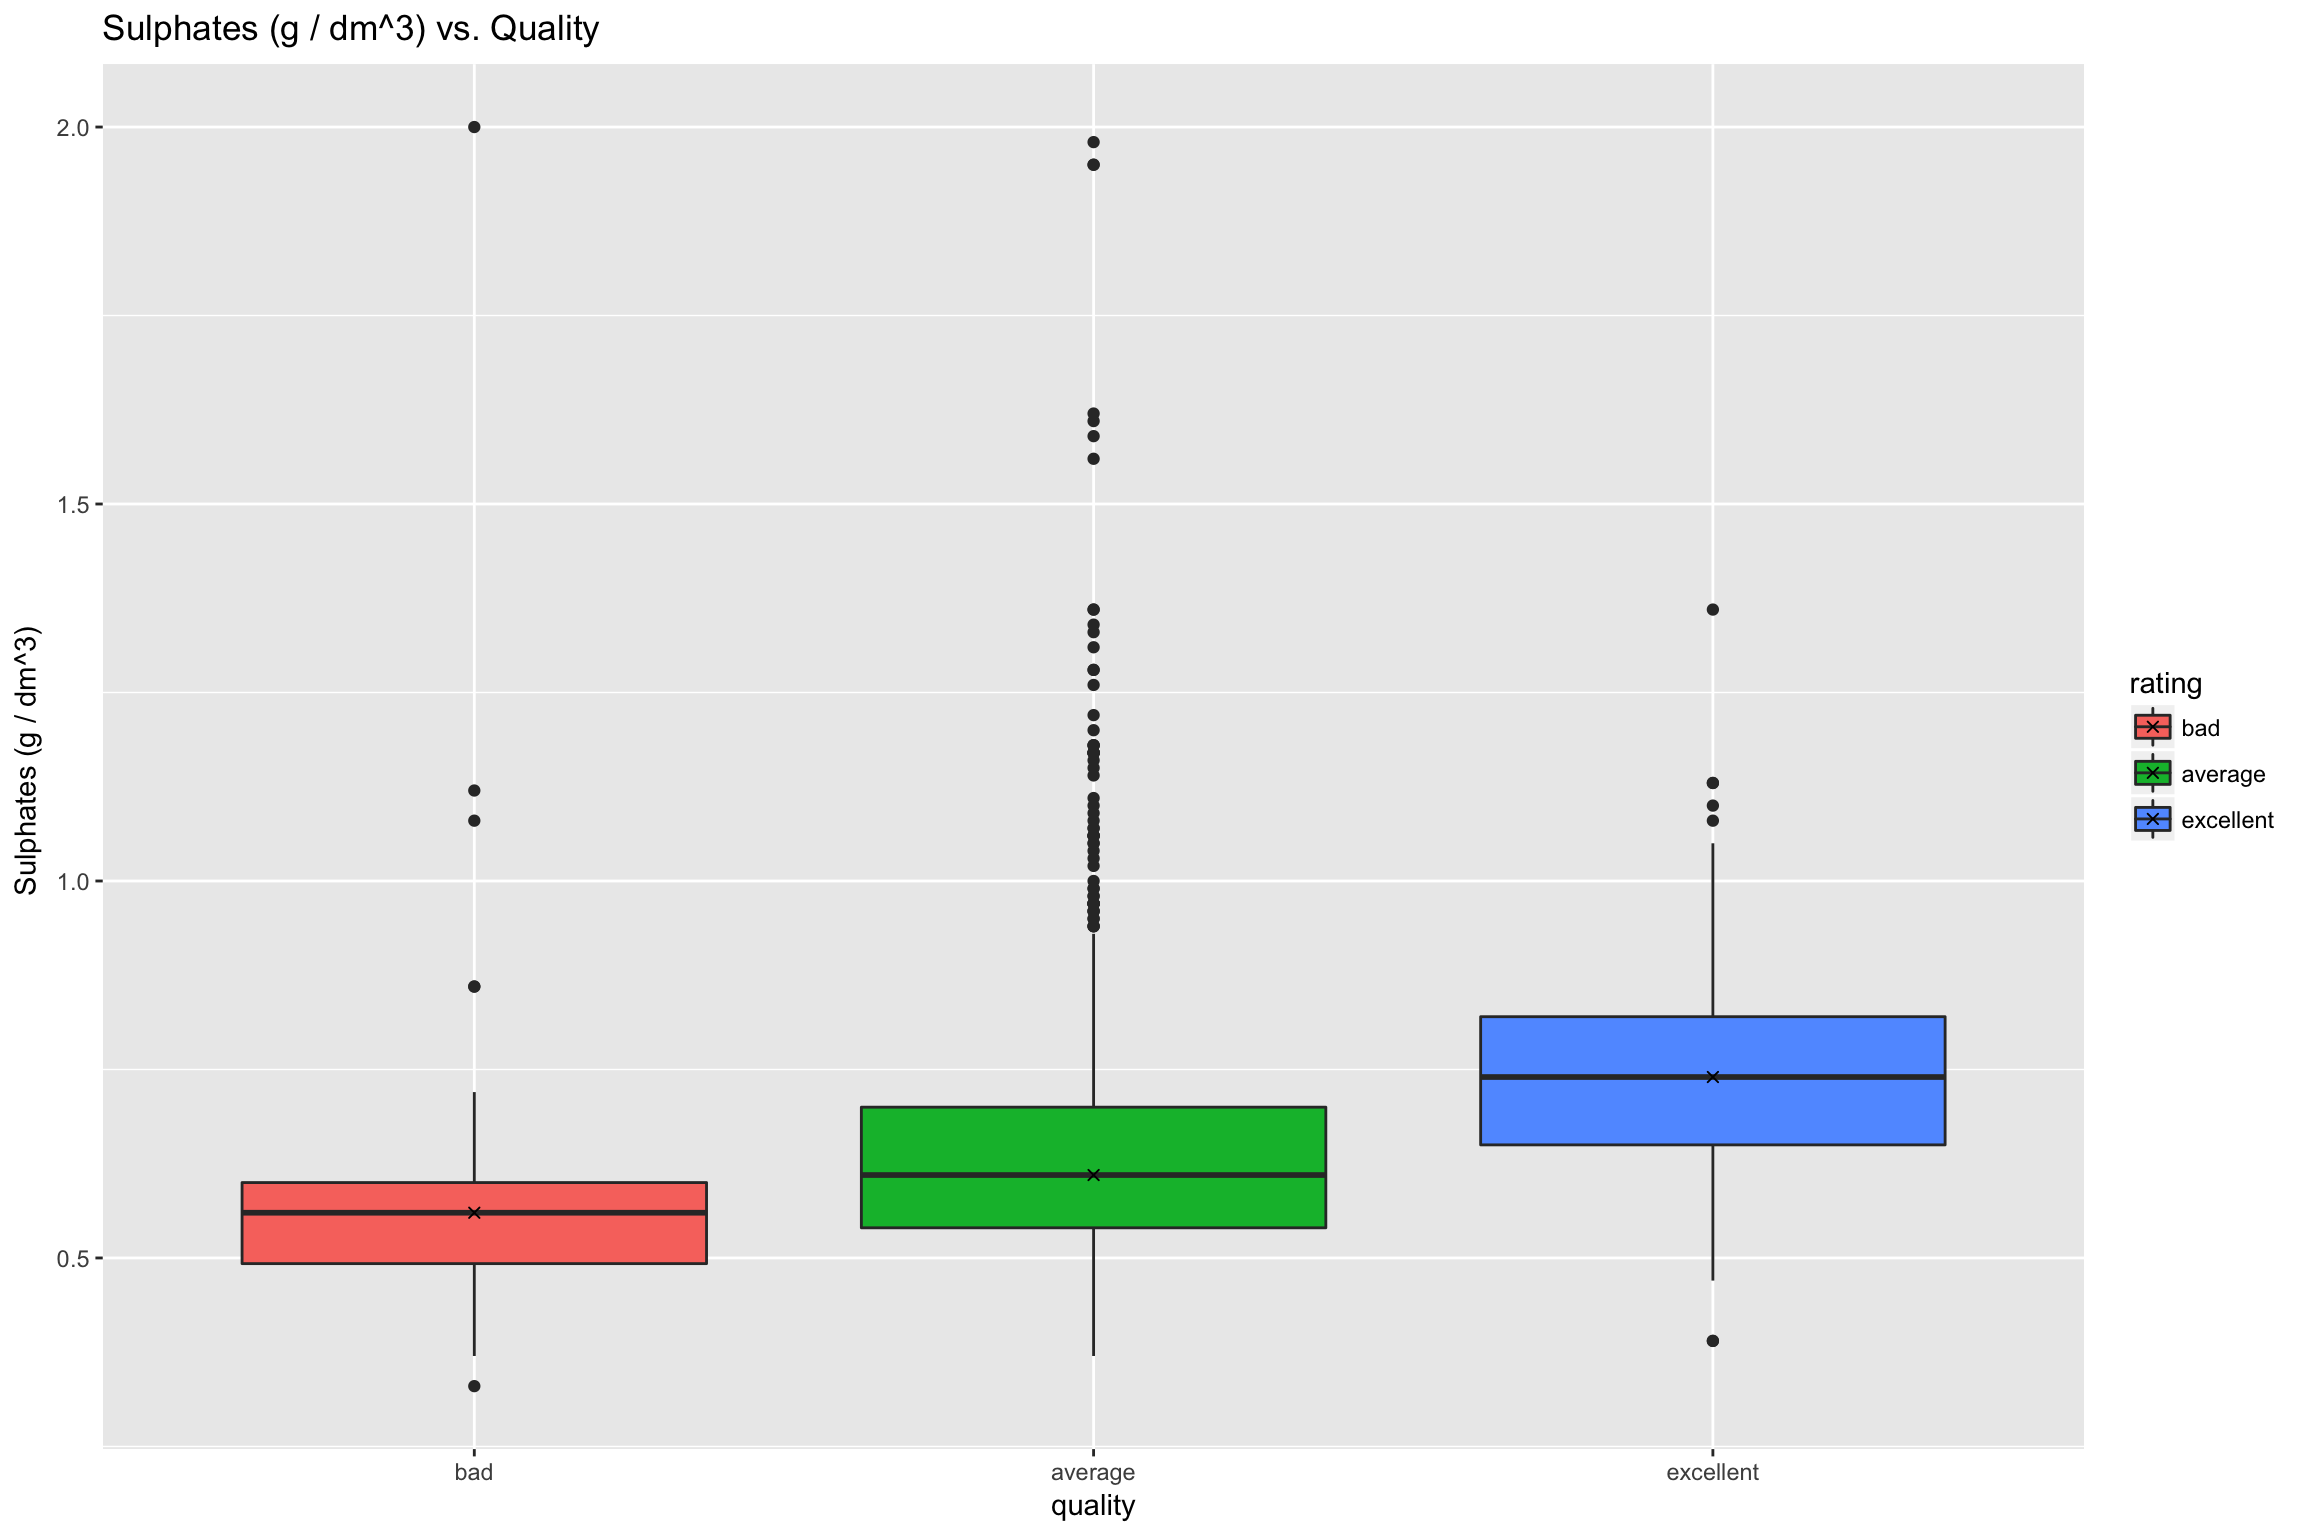 Sulphates (g / dm^3) vs. Quality
Sulphates (g / dm^3)
2.0
1.5
1.0
0.5
bad
average
excellent
quality
rating
bad
average
excellent